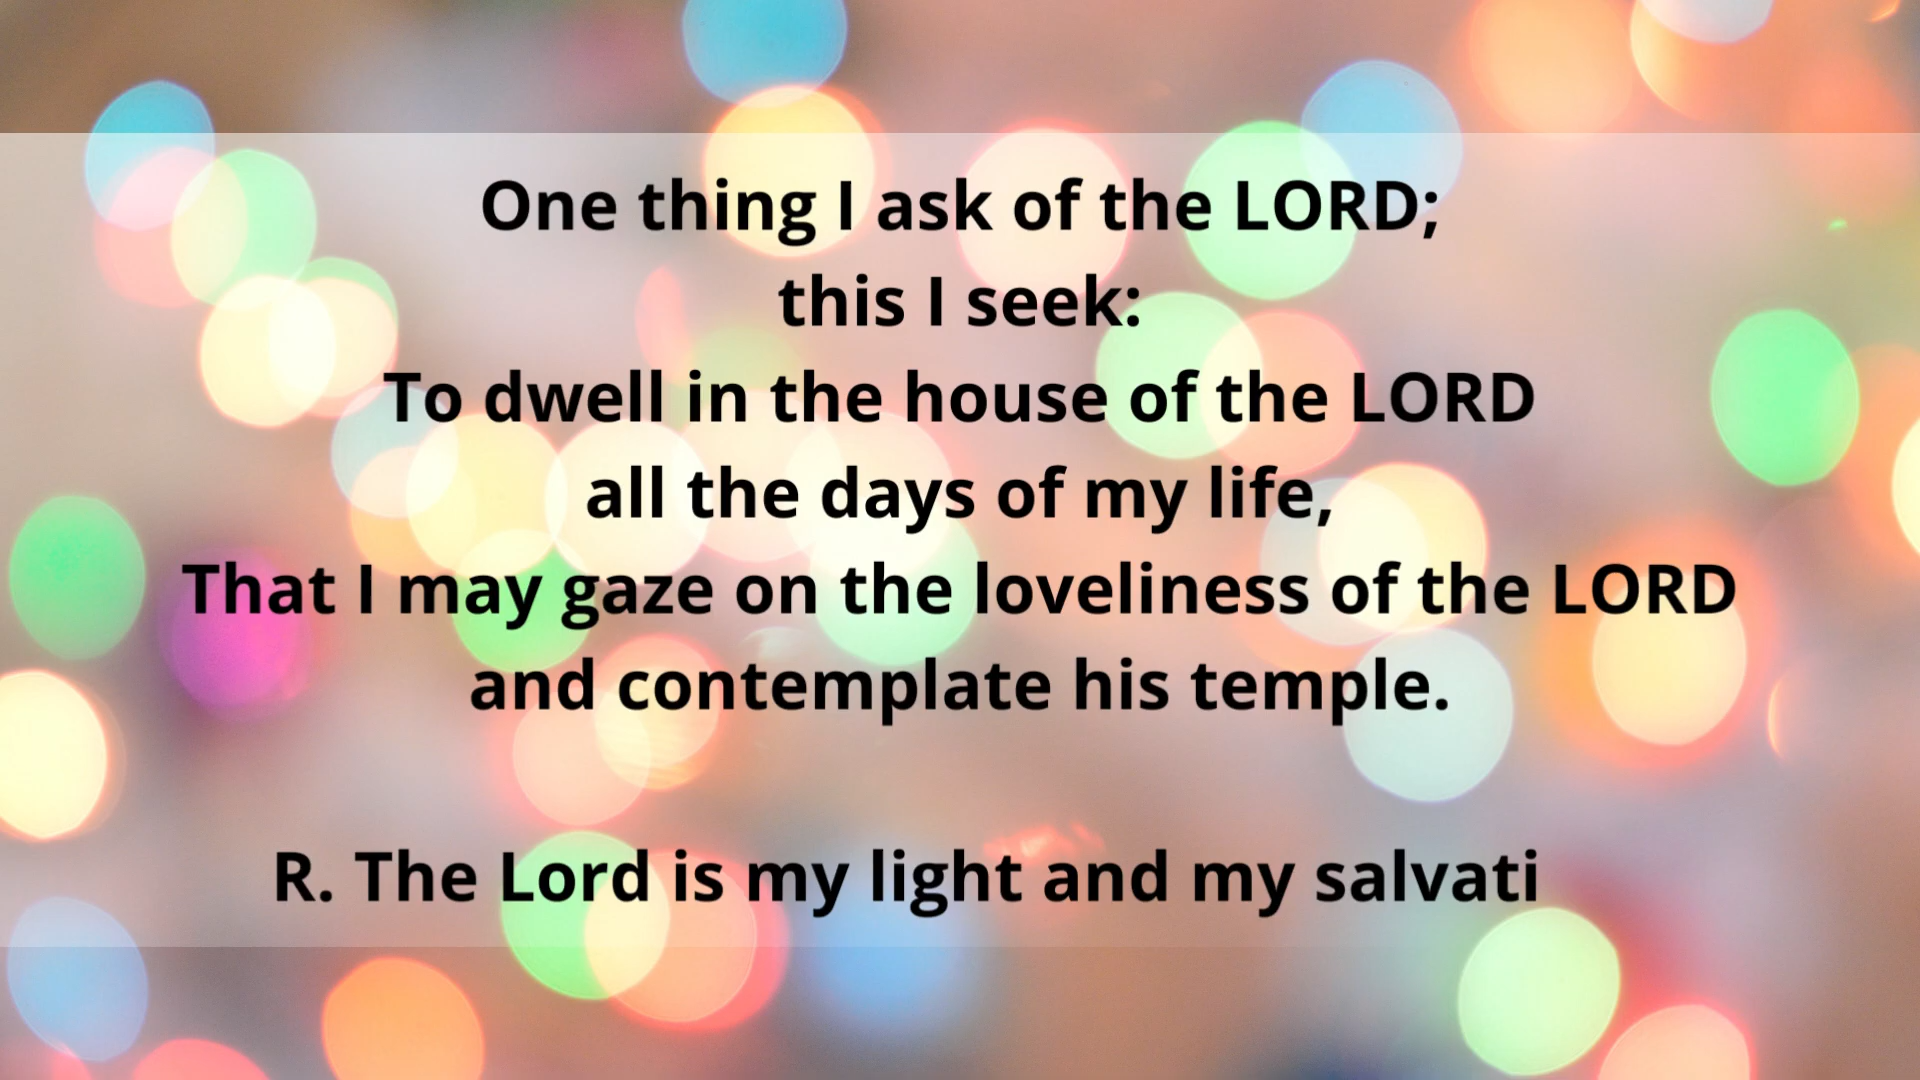 One thing I ask of the LORD;
this I seek:
To dwell in the house of the LORD
all the days of my life,
That I may gaze on the loveliness of the LORD
and contemplate his temple.
R. The Lord is my light and my salvati